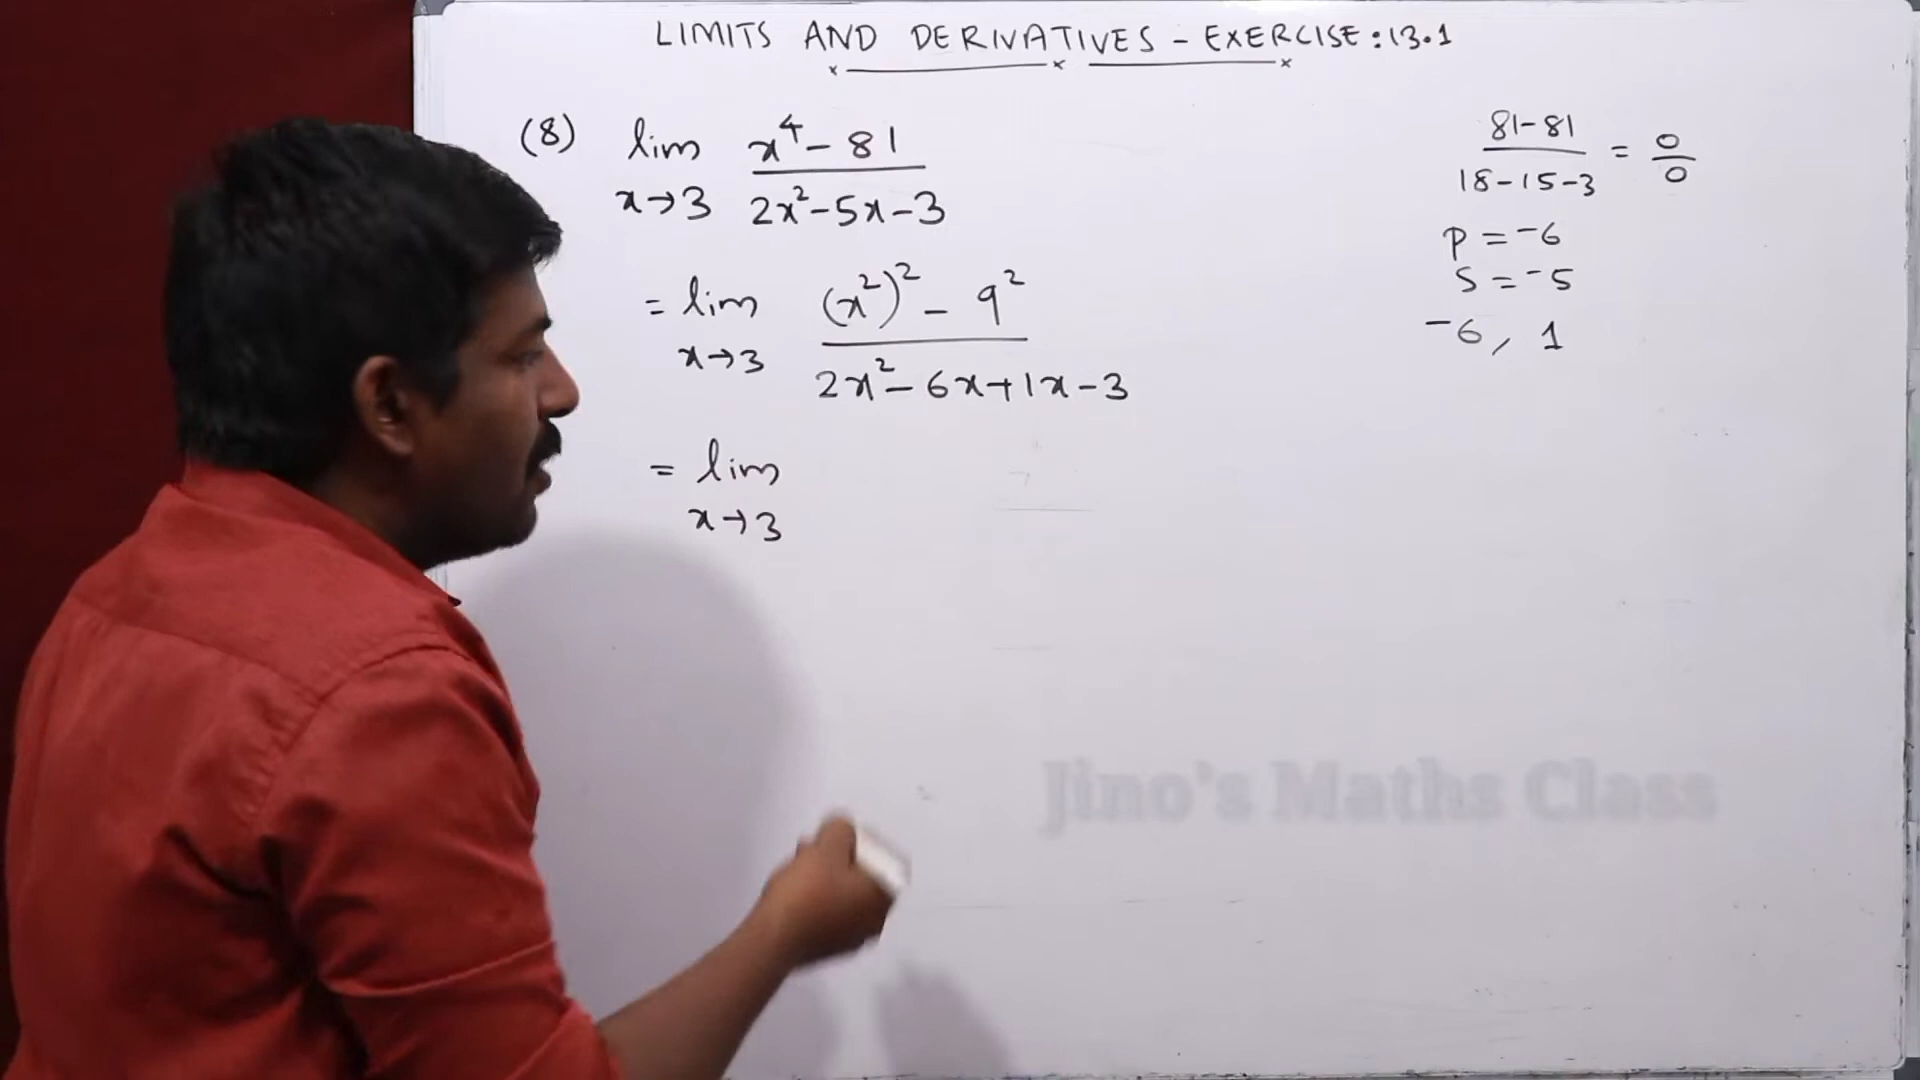 LIMITS AND DERIVATIVES - EXERCISE: 13.1
(8) lim x⁴ - 81
x→3 2x² - 5x - 3
= lim (x²)² - 9²
x→3 2x² - 6x + 1x - 3
= lim
x→3
81 - 81 = 0
18 - 15 - 3 0
P = -6
S = -5
-6, 1
Jino's Maths Class